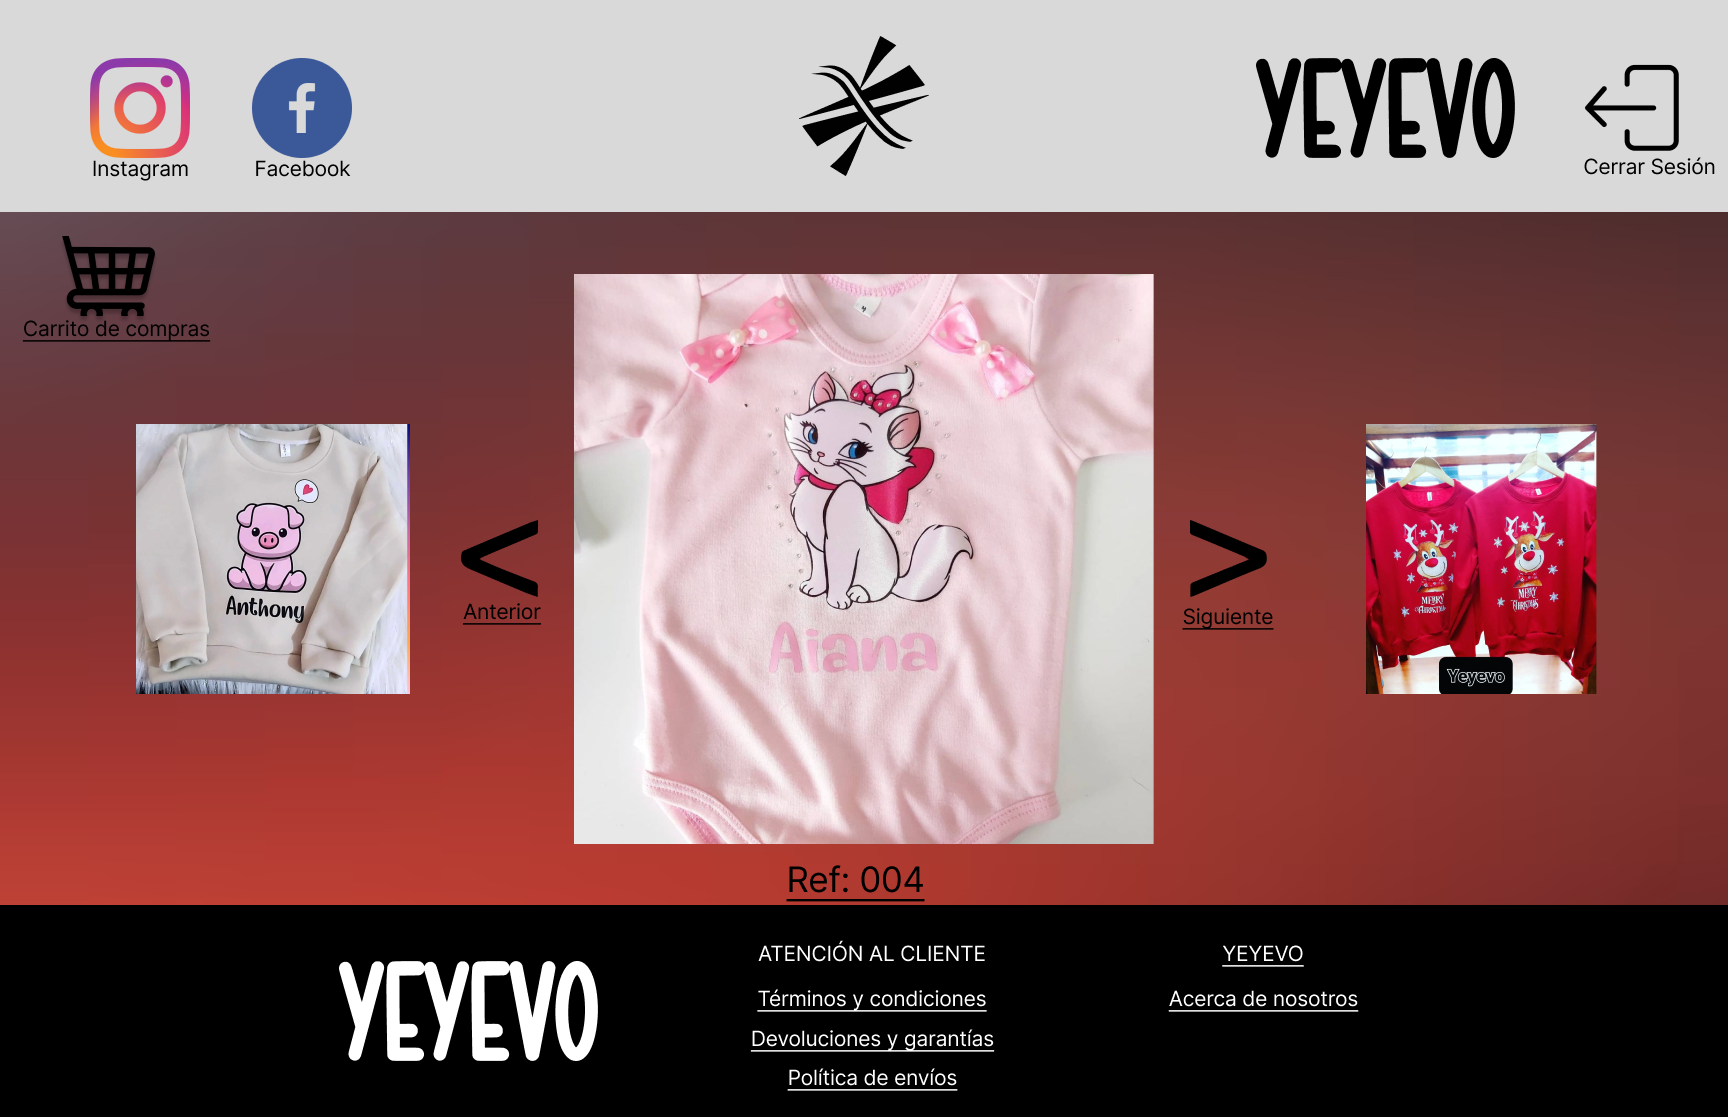 Instagram
Facebook
YEYEVO
Cerrar Sesión
Carrito de compras
Anthony
<
Anterior
Aiana
>
Siguiente
MERRY
CHRISTMAS
MERRY
CHRISTMAS
Yeyevo
Ref: 004
YEYEVO
ATENCIÓN AL CLIENTE
Términos y condiciones
Devoluciones y garantías
Política de envíos
YEYEVO
Acerca de nosotros